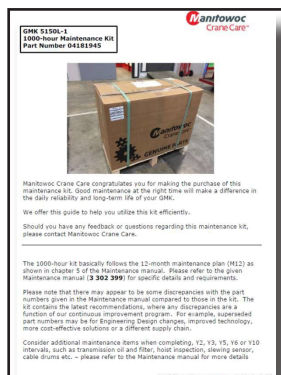 Manitowoc
Crane Care
GMK 5150L-1
1000-hour Maintenance Kit
Part Number 04181945
Manitowoc
Crane Care
GENUINE PARTS
Manitowoc Crane Care congratulates you for making the purchase of this
maintenance kit. Good maintenance at the right time will make a difference in
the daily reliability and long-term life of your GMK.
We offer this guide to help you utilize this kit efficiently.
Should you have any feedback or questions regarding this maintenance kit,
please contact Manitowoc Crane Care.
The 1000-hour kit basically follows the 12-month maintenance plan (M12) as
shown in chapter 5 of the Maintenance manual. Please refer to the given
Maintenance manual (3 302 399) for specific details and requirements.
Please note that there may appear to be some discrepancies with the part
numbers given in the Maintenance manual compared to those in the kit. The
kit contains the latest recommendations, where any discrepancies are a
function of our continuous improvement program. For example, superseded
part numbers may be for Engineering Design changes, improved technology,
more cost-effective solutions or a different supply chain.
Consider additional maintenance items when completing, Y2, Y3, Y5, Y6 or Y10
intervals, such as transmission oil and filter, hoist inspection, slewing sensor,
cable drums etc. – please refer to the Maintenance Manual for more details